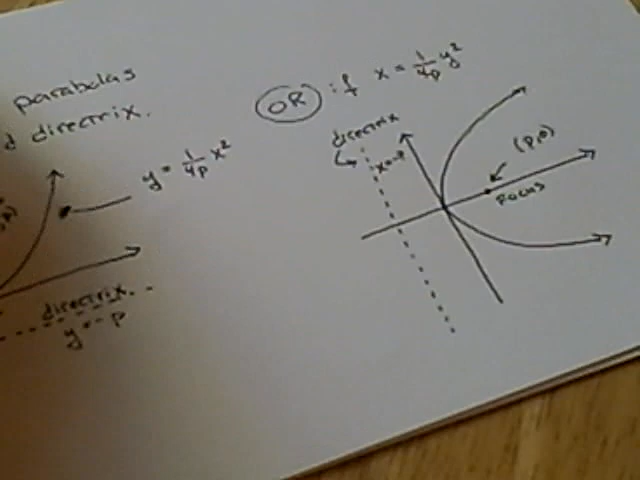 parabolas
d directrix.
y = 1/4p x²
directrix
y = -p
OR : if x = 1/4p y²
directrix
x=-p
(p,0)
Focus